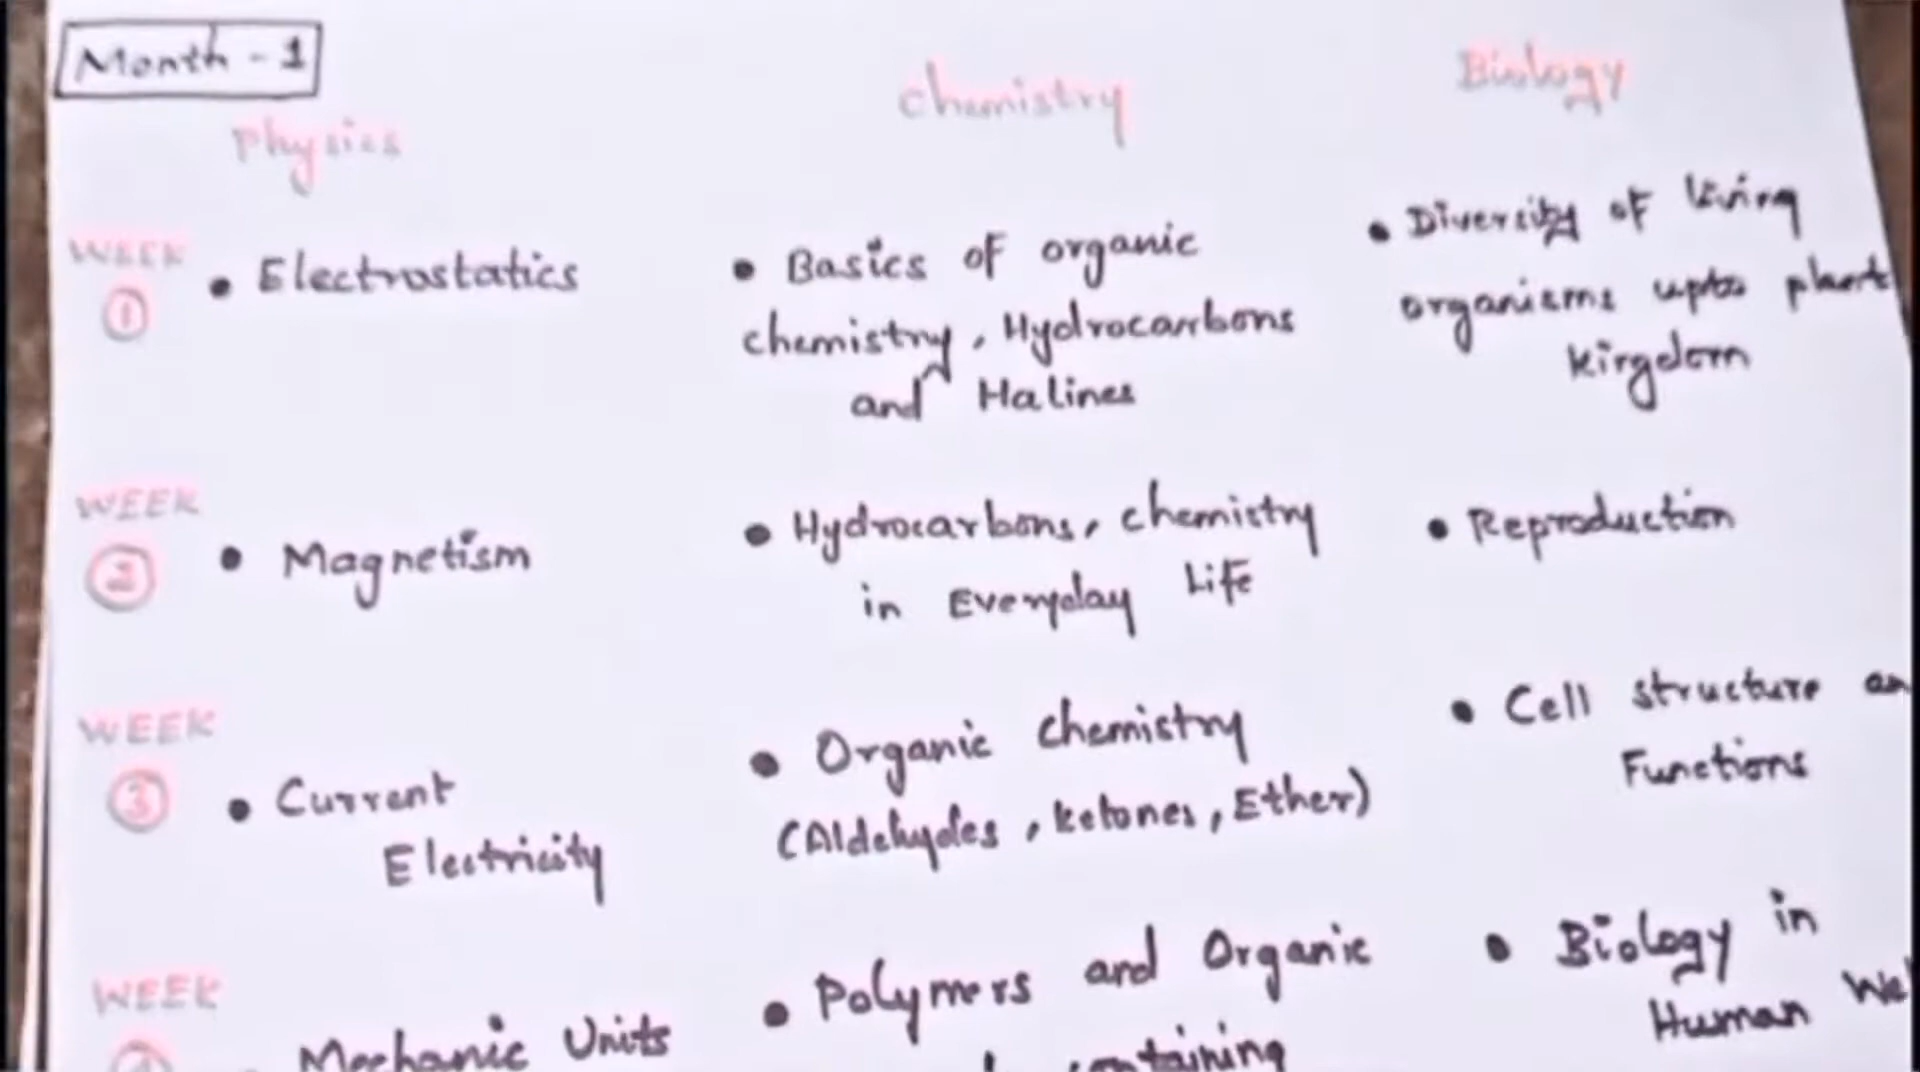 Month - 1
Physics
Chemistry
Biology
WEEK
1
• Electrostatics
• Basics of organic
chemistry, Hydrocarbons
and Halines
• Diversity of living
organisms upto plant
kingdom
WEEK
2
• Magnetism
• Hydrocarbons, chemistry
in Everyday Life
• Reproduction
WEEK
3
• Current
Electricity
• Organic chemistry
(Aldehydes, ketones, Ether)
• Cell structure
Functions
WEEK
Mechanic Units
• Polymers and Organic
• Biology in
Human